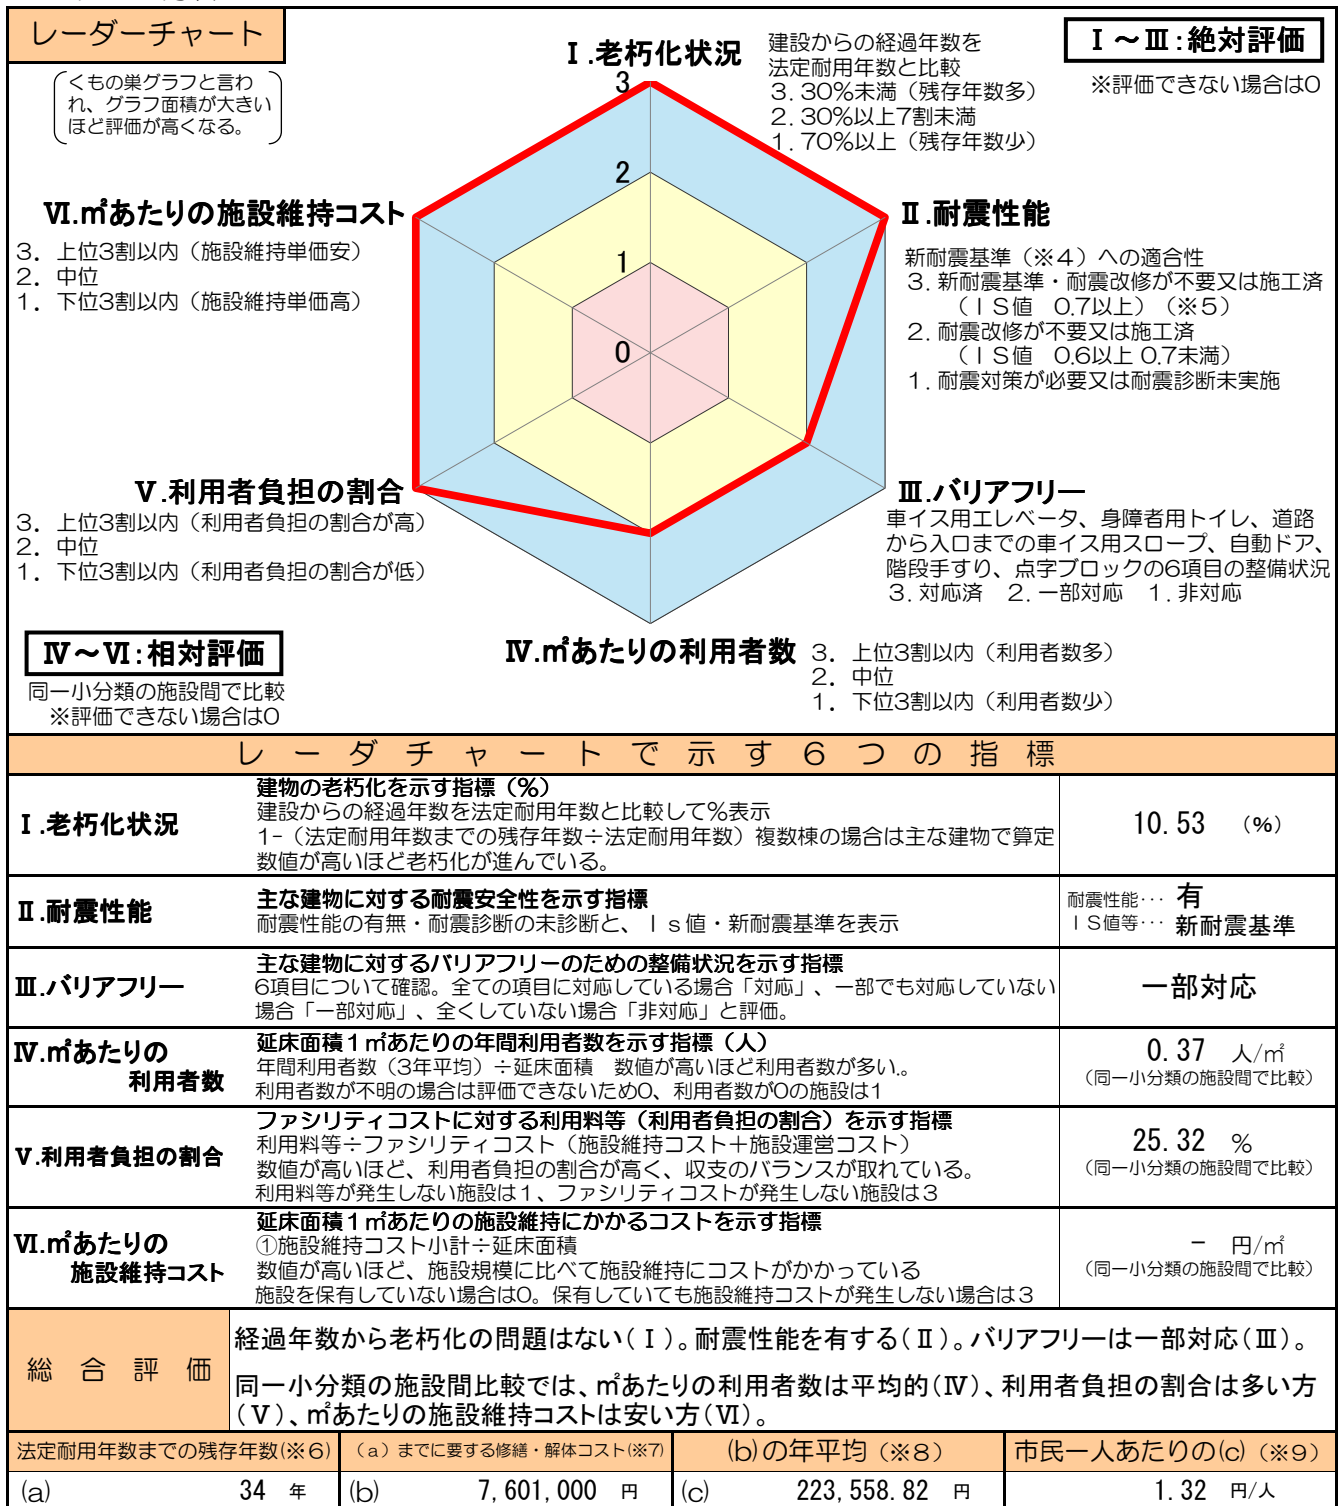 レーダーチャート
くもの巣グラフと言わ
れ、グラフ面積が大きい
ほど評価が高くなる。
Ⅰ.老朽化状況
建設からの経過年数を
法定耐用年数と比較
3.30%未満（残存年数多）
2.30%以上7割未満
1.70%以上（残存年数少）
Ⅰ～Ⅲ：絶対評価
※評価できない場合は0
3
2
1
0
Ⅵ.㎡あたりの施設維持コスト
3．上位3割以内（施設維持単価安）
2．中位
1．下位3割以内（施設維持単価高）
Ⅱ.耐震性能
新耐震基準（※4）への適合性
3.新耐震基準・耐震改修が不要又は施工済
（ＩＳ値　0.7以上）（※5）
2.耐震改修が不要又は施工済
（ＩＳ値　0.6以上 0.7未満）
1.耐震対策が必要又は耐震診断未実施
Ⅴ.利用者負担の割合
3．上位3割以内（利用者負担の割合が高）
2．中位
1．下位3割以内（利用者負担の割合が低）
Ⅲ.バリアフリー
車イス用エレベータ、身障者用トイレ、道路
から入口までの車イス用スロープ、自動ドア、
階段手すり、点字ブロックの6項目の整備状況
3.対応済　2.一部対応　1.非対応
Ⅳ～Ⅵ：相対評価
同一小分類の施設間で比較
※評価できない場合は0
Ⅳ.㎡あたりの利用者数
3．上位3割以内（利用者数多）
2．中位
1．下位3割以内（利用者数少）
レーダチャートで示す6つの指標
Ⅰ.老朽化状況
建物の老朽化を示す指標（%）
建設からの経過年数を法定耐用年数と比較して%表示
1-（法定耐用年数までの残存年数÷法定耐用年数）複数棟の場合は主な建物で算定
数値が高いほど老朽化が進んでいる。
10.53　（%）
Ⅱ.耐震性能
主な建物に対する耐震安全性を示す指標
耐震性能の有無・耐震診断の未診断と、Ｉｓ値・新耐震基準を表示
耐震性能… 有
ＩＳ値等… 新耐震基準
Ⅲ.バリアフリー
主な建物に対するバリアフリーのための整備状況を示す指標
6項目について確認。全ての項目に対応している場合「対応」、一部でも対応していない
場合「一部対応」、全くしていない場合「非対応」と評価。
一部対応
Ⅳ.㎡あたりの
利用者数
延床面積１㎡あたりの年間利用者数を示す指標（人）
年間利用者数（3年平均）÷延床面積　数値が高いほど利用者数が多い。
利用者数が不明の場合は評価できないため0、利用者数が0の施設は1
0.37　人/㎡
（同一小分類の施設間で比較）
Ⅴ.利用者負担の割合
ファシリティコストに対する利用料等（利用者負担の割合）を示す指標
利用料等÷ファシリティコスト（施設維持コスト＋施設運営コスト）
数値が高いほど、利用者負担の割合が高く、収支のバランスが取れている。
利用料等が発生しない施設は１、ファシリティコストが発生しない施設は３
25.32　%
（同一小分類の施設間で比較）
Ⅵ.㎡あたりの
施設維持コスト
延床面積１㎡あたりの施設維持にかかるコストを示す指標
①施設維持コスト小計÷延床面積
数値が高いほど、施設規模に比べて施設維持にコストがかかっている
施設を保有していない場合は0。保有していても施設維持コストが発生しない場合は３
－　円/㎡
（同一小分類の施設間で比較）
総合評価
経過年数から老朽化の問題はない（Ⅰ）。耐震性能を有する（Ⅱ）。バリアフリーは一部対応（Ⅲ）。
同一小分類の施設間比較では、㎡あたりの利用者数は平均的（Ⅳ）、利用者負担の割合は多い方
（Ⅴ）、㎡あたりの施設維持コストは安い方（Ⅵ）。
法定耐用年数までの残存年数(※6)
（a）までに要する修繕・解体コスト(※7)
(b)の年平均（※8）
市民一人あたりの(c)（※9）
(a)　34 年
(b)　7,601,000 円
(c)　223,558.82 円
1.32 円/人